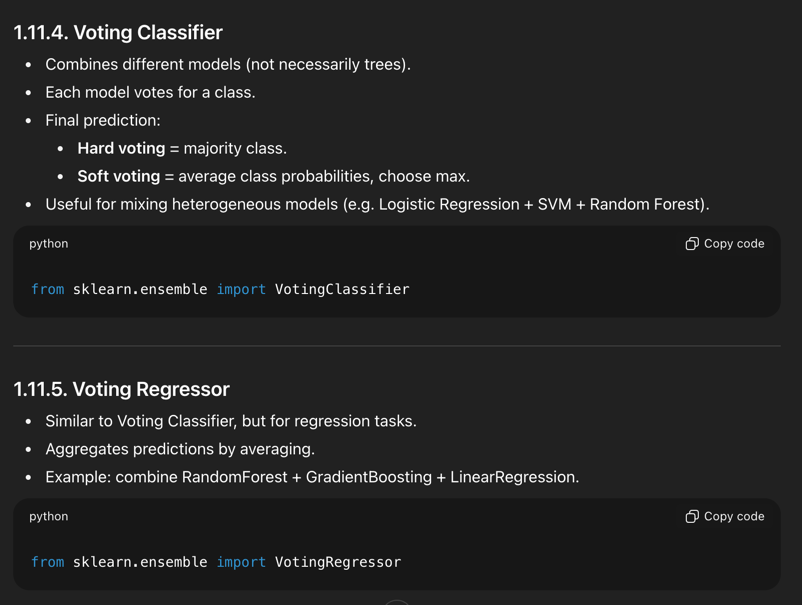 1.11.4. Voting Classifier
• Combines different models (not necessarily trees).
• Each model votes for a class.
• Final prediction:
• Hard voting = majority class.
• Soft voting = average class probabilities, choose max.
• Useful for mixing heterogeneous models (e.g. Logistic Regression + SVM + Random Forest).
python Copy code
from sklearn.ensemble import VotingClassifier
1.11.5. Voting Regressor
• Similar to Voting Classifier, but for regression tasks.
• Aggregates predictions by averaging.
• Example: combine RandomForest + GradientBoosting + LinearRegression.
python Copy code
from sklearn.ensemble import VotingRegressor